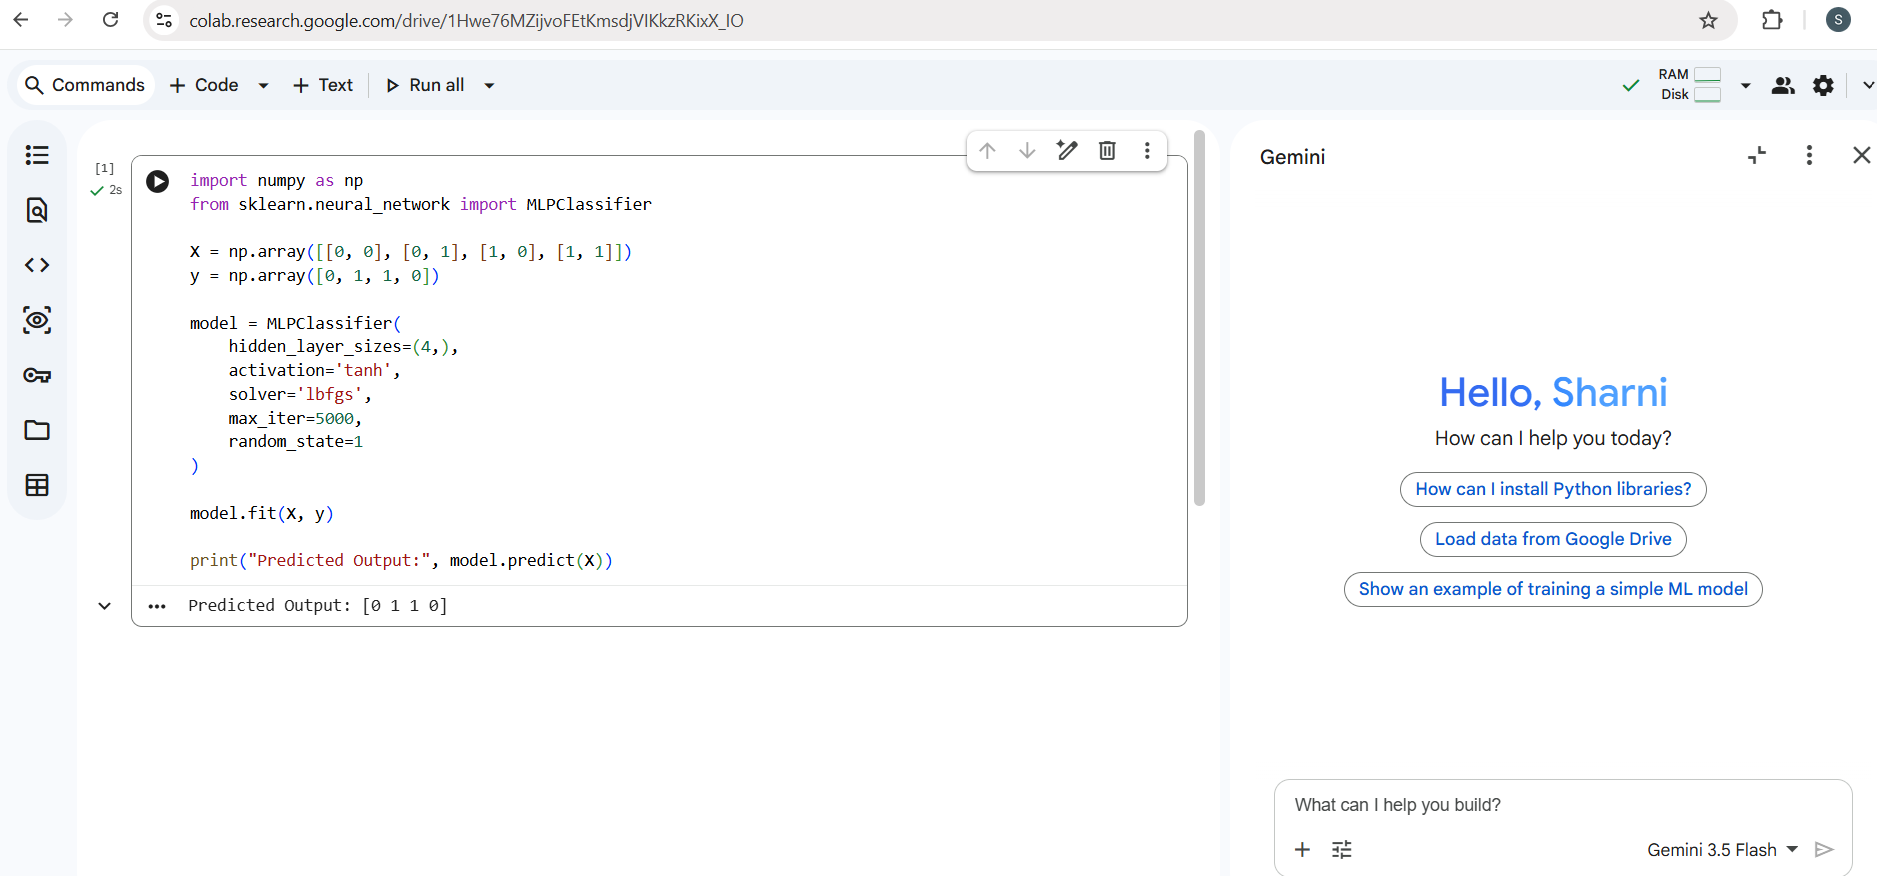 colab.research.google.com/drive/1Hwe76MZijvoFEtKmsdjVIKkzRKixX_IO
S
Commands
+ Code
+ Text
Run all
RAM
Disk
[1]
2s
import numpy as np
from sklearn.neural_network import MLPClassifier
X = np.array([[0, 0], [0, 1], [1, 0], [1, 1]])
y = np.array([0, 1, 1, 0])
model = MLPClassifier(
    hidden_layer_sizes=(4,),
    activation='tanh',
    solver='lbfgs',
    max_iter=5000,
    random_state=1
)
model.fit(X, y)
print("Predicted Output:", model.predict(X))
Predicted Output: [0 1 1 0]
Gemini
Hello, Sharni
How can I help you today?
How can I install Python libraries?
Load data from Google Drive
Show an example of training a simple ML model
What can I help you build?
Gemini 3.5 Flash